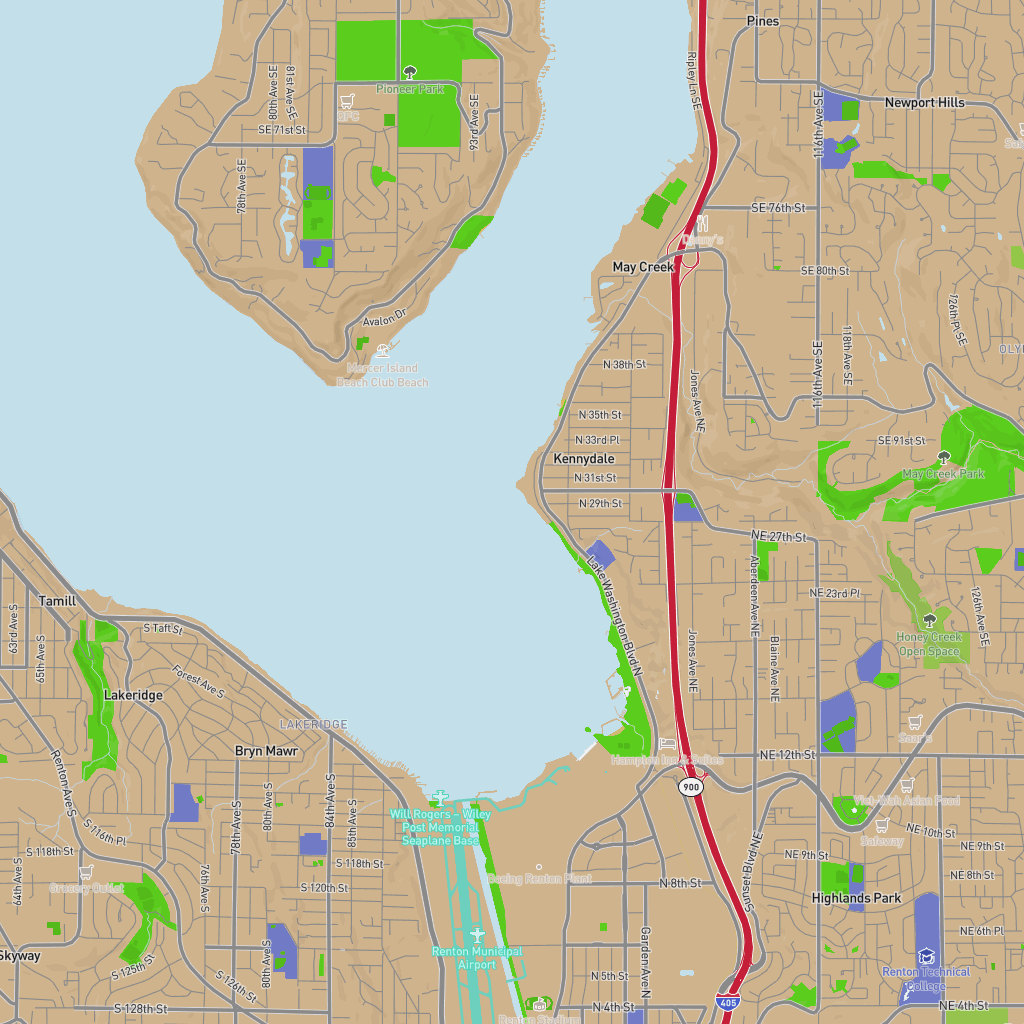 Pines
Ripley Ln SE
80th Ave SE
81st Ave SE
Pioneer Park
QFC
93rd Ave SE
116th Ave SE
Newport Hills
SE 71st St
78th Ave SE
SE 76th St
Denny's
May Creek
SE 80th St
126th Pl SE
Avalon Dr
118th Ave SE
116th Ave SE
Mercer Island
Beach Club Beach
N 38th St
Jones Ave NE
N 35th St
N 33rd Pl
SE 91st St
Kennydale
May Creek Park
N 31st St
N 29th St
NE 27th St
Aberdeen Ave NE
Lake Washington Blvd N
NE 23rd Pl
126th Ave SE
Tamill
63rd Ave S
65th Ave S
S Taft St
Honey Creek
Open Space
Jones Ave NE
Blaine Ave NE
Forest Ave S
Lakeridge
LAKERIDGE
Bryn Mawr
Saar's
NE 12th St
Hampton Inn & Suites
900
Renton Ave S
80th Ave S
84th Ave S
85th Ave S
78th Ave S
Will Rogers - Wiley
Post Memorial
Seaplane Base
Viet-Wah Asian Food
Safeway
NE 10th St
S 116th Pl
S 118th St
S 118th St
NE 9th St
NE 9th St
Sunset Blvd NE
64th Ave S
Grocery Outlet
76th Ave S
S 120th St
Boeing Renton Plant
N 8th St
NE 8th St
Highlands Park
NE 6th Pl
Skyway
80th Ave S
Renton Municipal
Airport
Garden Ave N
S 125th St
S 126th St
N 5th St
Renton Technical
College
405
S 128th St
N 4th St
NE 4th St
Renton Stadium